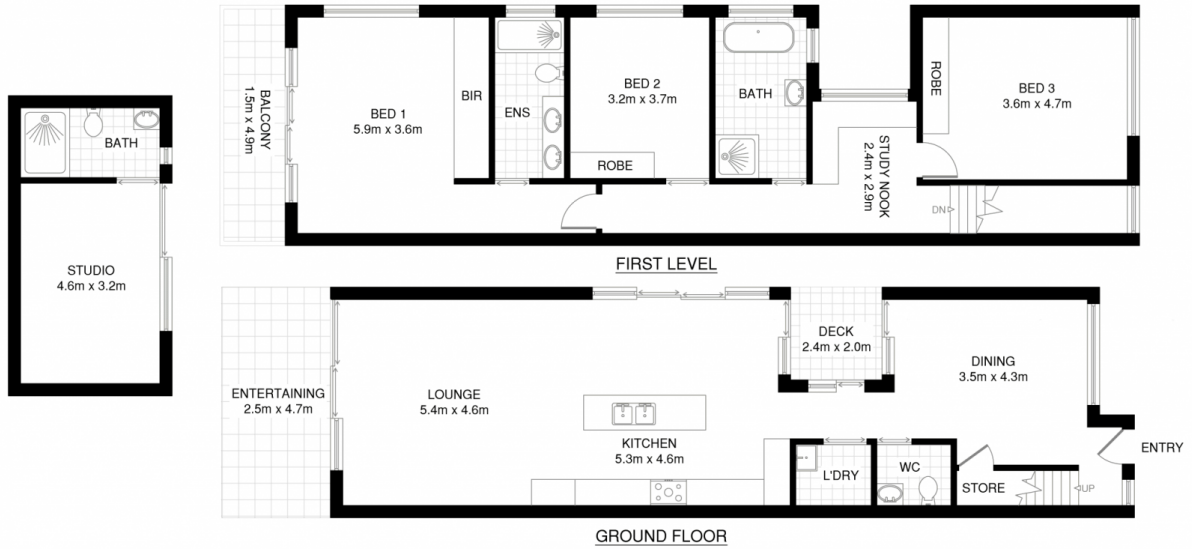 BATH
STUDIO
4.6m x 3.2m
BALCONY
1.5m x 4.9m
BED 1
5.9m x 3.6m
BIR
ENS
BED 2
3.2m x 3.7m
ROBE
BATH
STUDY NOOK
2.4m x 2.9m
ROBE
BED 3
3.6m x 4.7m
DN
FIRST LEVEL
ENTERTAINING
2.5m x 4.7m
LOUNGE
5.4m x 4.6m
KITCHEN
5.3m x 4.6m
DECK
2.4m x 2.0m
DINING
3.5m x 4.3m
L'DRY
WC
STORE
UP
ENTRY
GROUND FLOOR